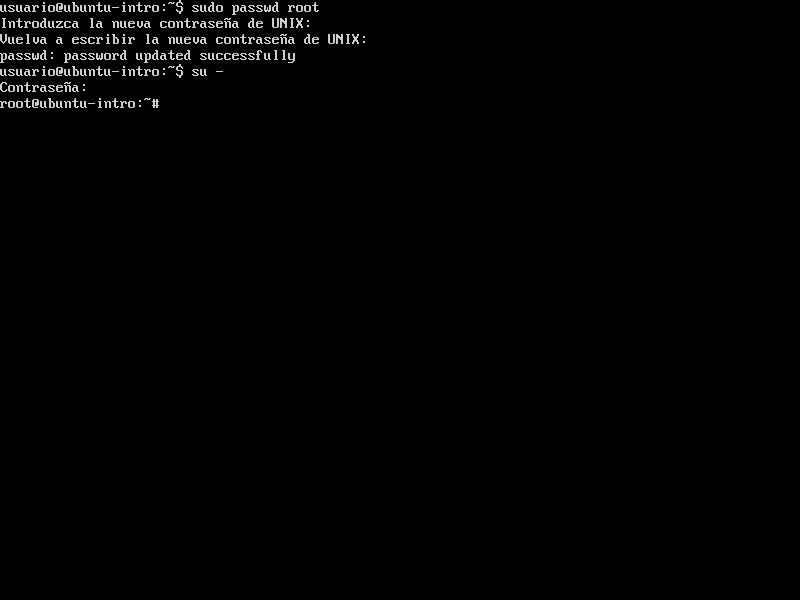 usuario@ubuntu-intro:~$ sudo passwd root
Introduzca la nueva contraseña de UNIX:
Vuelva a escribir la nueva contraseña de UNIX:
passwd: password updated successfully
usuario@ubuntu-intro:~$ su -
Contraseña:
root@ubuntu-intro:~#